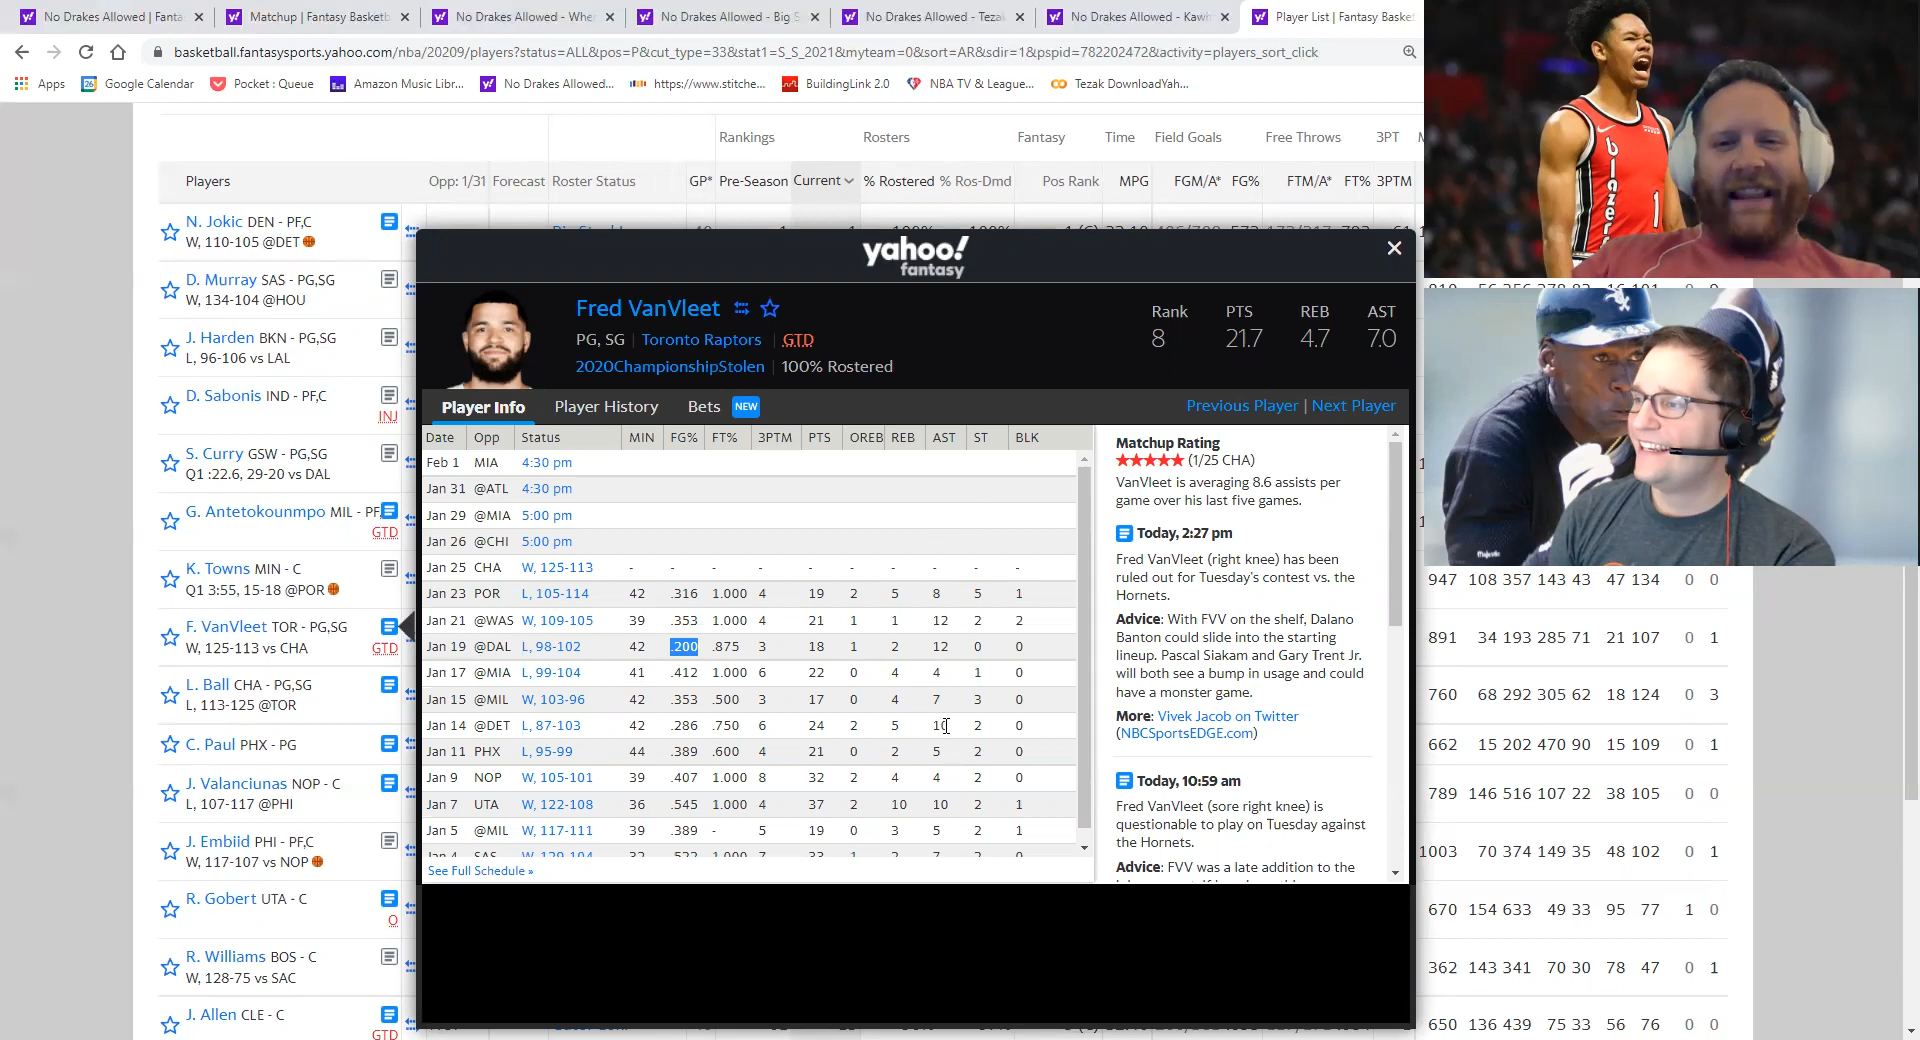 No Drakes Allowed | Fantas
Matchup | Fantasy Basketb
No Drakes Allowed - Wher
No Drakes Allowed - Big S
No Drakes Allowed - Teza
No Drakes Allowed - Kawh
Player List | Fantasy Basket
basketball.fantasysports.yahoo.com/nba/20209/players?status=ALL&pos=P&cut_type=33&stat1=S_S_2021&myteam=0&sort=AR&sdir=1&pspid=782202472&activity=players_sort_click
Apps Google Calendar Pocket : Queue Amazon Music Libr... No Drakes Allowed... https://www.stitche... BuildingLink 2.0 NBA TV & League... Tezak DownloadYah...
Rankings Rosters Fantasy Time Field Goals Free Throws 3PT
Players Opp: 1/31 Forecast Roster Status GP* Pre-Season Current % Rostered % Ros-Dmd Pos Rank MPG FGM/A* FG% FTM/A* FT% 3PTM
N. Jokic DEN - PF,C
W, 110-105 @DET
D. Murray SAS - PG,SG
W, 134-104 @HOU
J. Harden BKN - PG,SG
L, 96-106 vs LAL
D. Sabonis IND - PF,C
INJ
S. Curry GSW - PG,SG
Q1 :22.6, 29-20 vs DAL
G. Antetokounmpo MIL - PF,
GTD
K. Towns MIN - C
Q1 3:55, 15-18 @POR
F. VanVleet TOR - PG,SG
W, 125-113 vs CHA GTD
L. Ball CHA - PG,SG
L, 113-125 @TOR
C. Paul PHX - PG
J. Valanciunas NOP - C
L, 107-117 @PHI
J. Embiid PHI - PF,C
W, 117-107 vs NOP
R. Gobert UTA - C
O
R. Williams BOS - C
W, 128-75 vs SAC
J. Allen CLE - C
GTD
yahoo!
fantasy
Fred VanVleet
PG, SG | Toronto Raptors | GTD
2020ChampionshipStolen | 100% Rostered
Rank PTS REB AST
8 21.7 4.7 7.0
Player Info Player History Bets NEW
Previous Player | Next Player
Date Opp Status MIN FG% FT% 3PTM PTS OREB REB AST ST BLK
Feb 1 MIA 4:30 pm
Jan 31 @ATL 4:30 pm
Jan 29 @MIA 5:00 pm
Jan 26 @CHI 5:00 pm
Jan 25 CHA W, 125-113 - - - - - - - - - -
Jan 23 POR L, 105-114 42 .316 1.000 4 19 2 5 8 5 1
Jan 21 @WAS W, 109-105 39 .353 1.000 4 21 1 1 12 2 2
Jan 19 @DAL L, 98-102 42 .200 .875 3 18 1 2 12 0 0
Jan 17 @MIA L, 99-104 41 .412 1.000 6 22 0 4 4 1 0
Jan 15 @MIL W, 103-96 42 .353 .500 3 17 0 4 7 3 0
Jan 14 @DET L, 87-103 42 .286 .750 6 24 0 5 10 2 0
Jan 11 PHX L, 95-99 44 .389 .600 4 21 0 2 5 2 0
Jan 9 NOP W, 105-101 39 .407 1.000 8 32 2 4 4 2 0
Jan 7 UTA W, 122-108 36 .545 1.000 4 37 2 10 10 2 1
Jan 5 @MIL W, 117-111 39 .389 - 5 19 0 3 5 2 1
Jan 4 SAS W, 129-104 32 .522 1.000 7 33 1 2 7 2 0
See Full Schedule »
Matchup Rating
★★★★★ (1/25 CHA)
VanVleet is averaging 8.6 assists per
game over his last five games.
Today, 2:27 pm
Fred VanVleet (right knee) has been
ruled out for Tuesday's contest vs. the
Hornets.
Advice: With FVV on the shelf, Dalano
Banton could slide into the starting
lineup. Pascal Siakam and Gary Trent Jr.
will both see a bump in usage and could
have a monster game.
More: Vivek Jacob on Twitter
(NBCSportsEDGE.com)
Today, 10:59 am
Fred VanVleet (sore right knee) is
questionable to play on Tuesday against
the Hornets.
Advice: FVV was a late addition to the
947 108 357 143 43 47 134 0 0
891 34 193 285 71 21 107 0 1
760 68 292 305 62 18 124 0 3
662 15 202 470 90 15 109 0 1
789 146 516 107 22 38 105 0 0
1003 70 374 149 35 48 102 0 1
670 154 633 49 33 95 77 1 0
362 143 341 70 30 78 47 0 1
650 136 439 75 33 56 76 0 0
blazers
1
Majestic